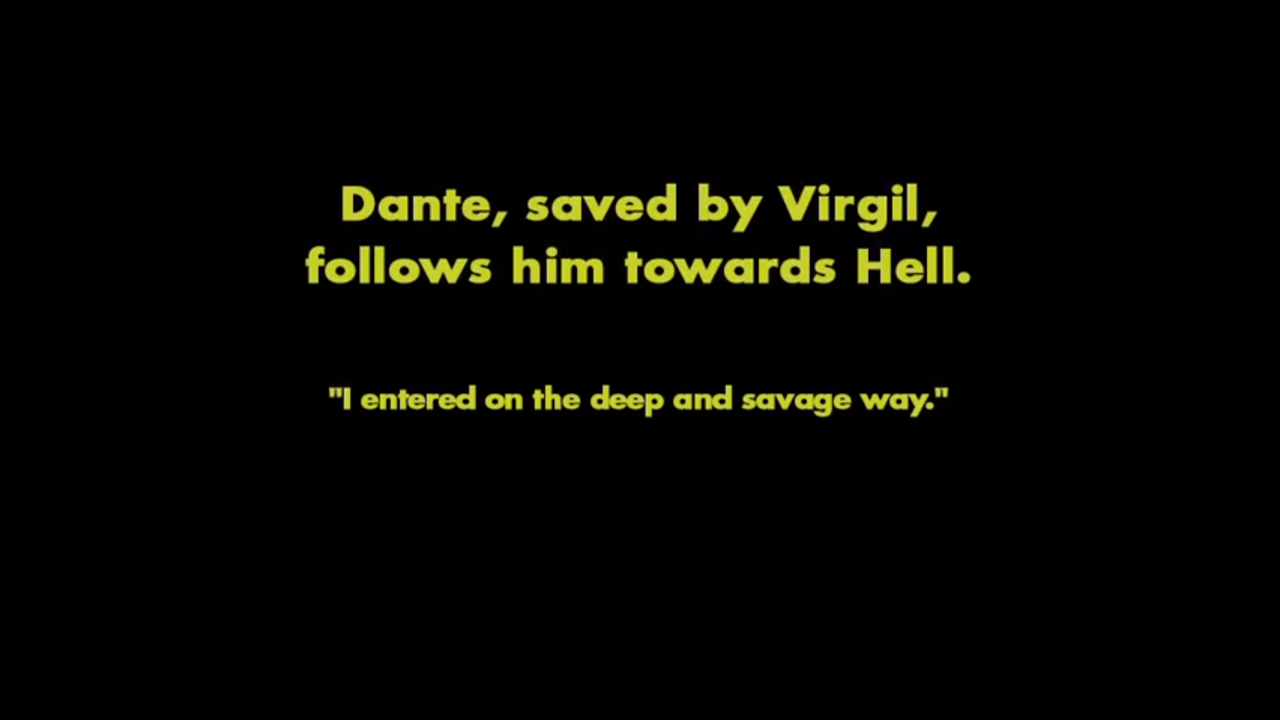 Dante, saved by Virgil,
follows him towards Hell.
"I entered on the deep and savage way."